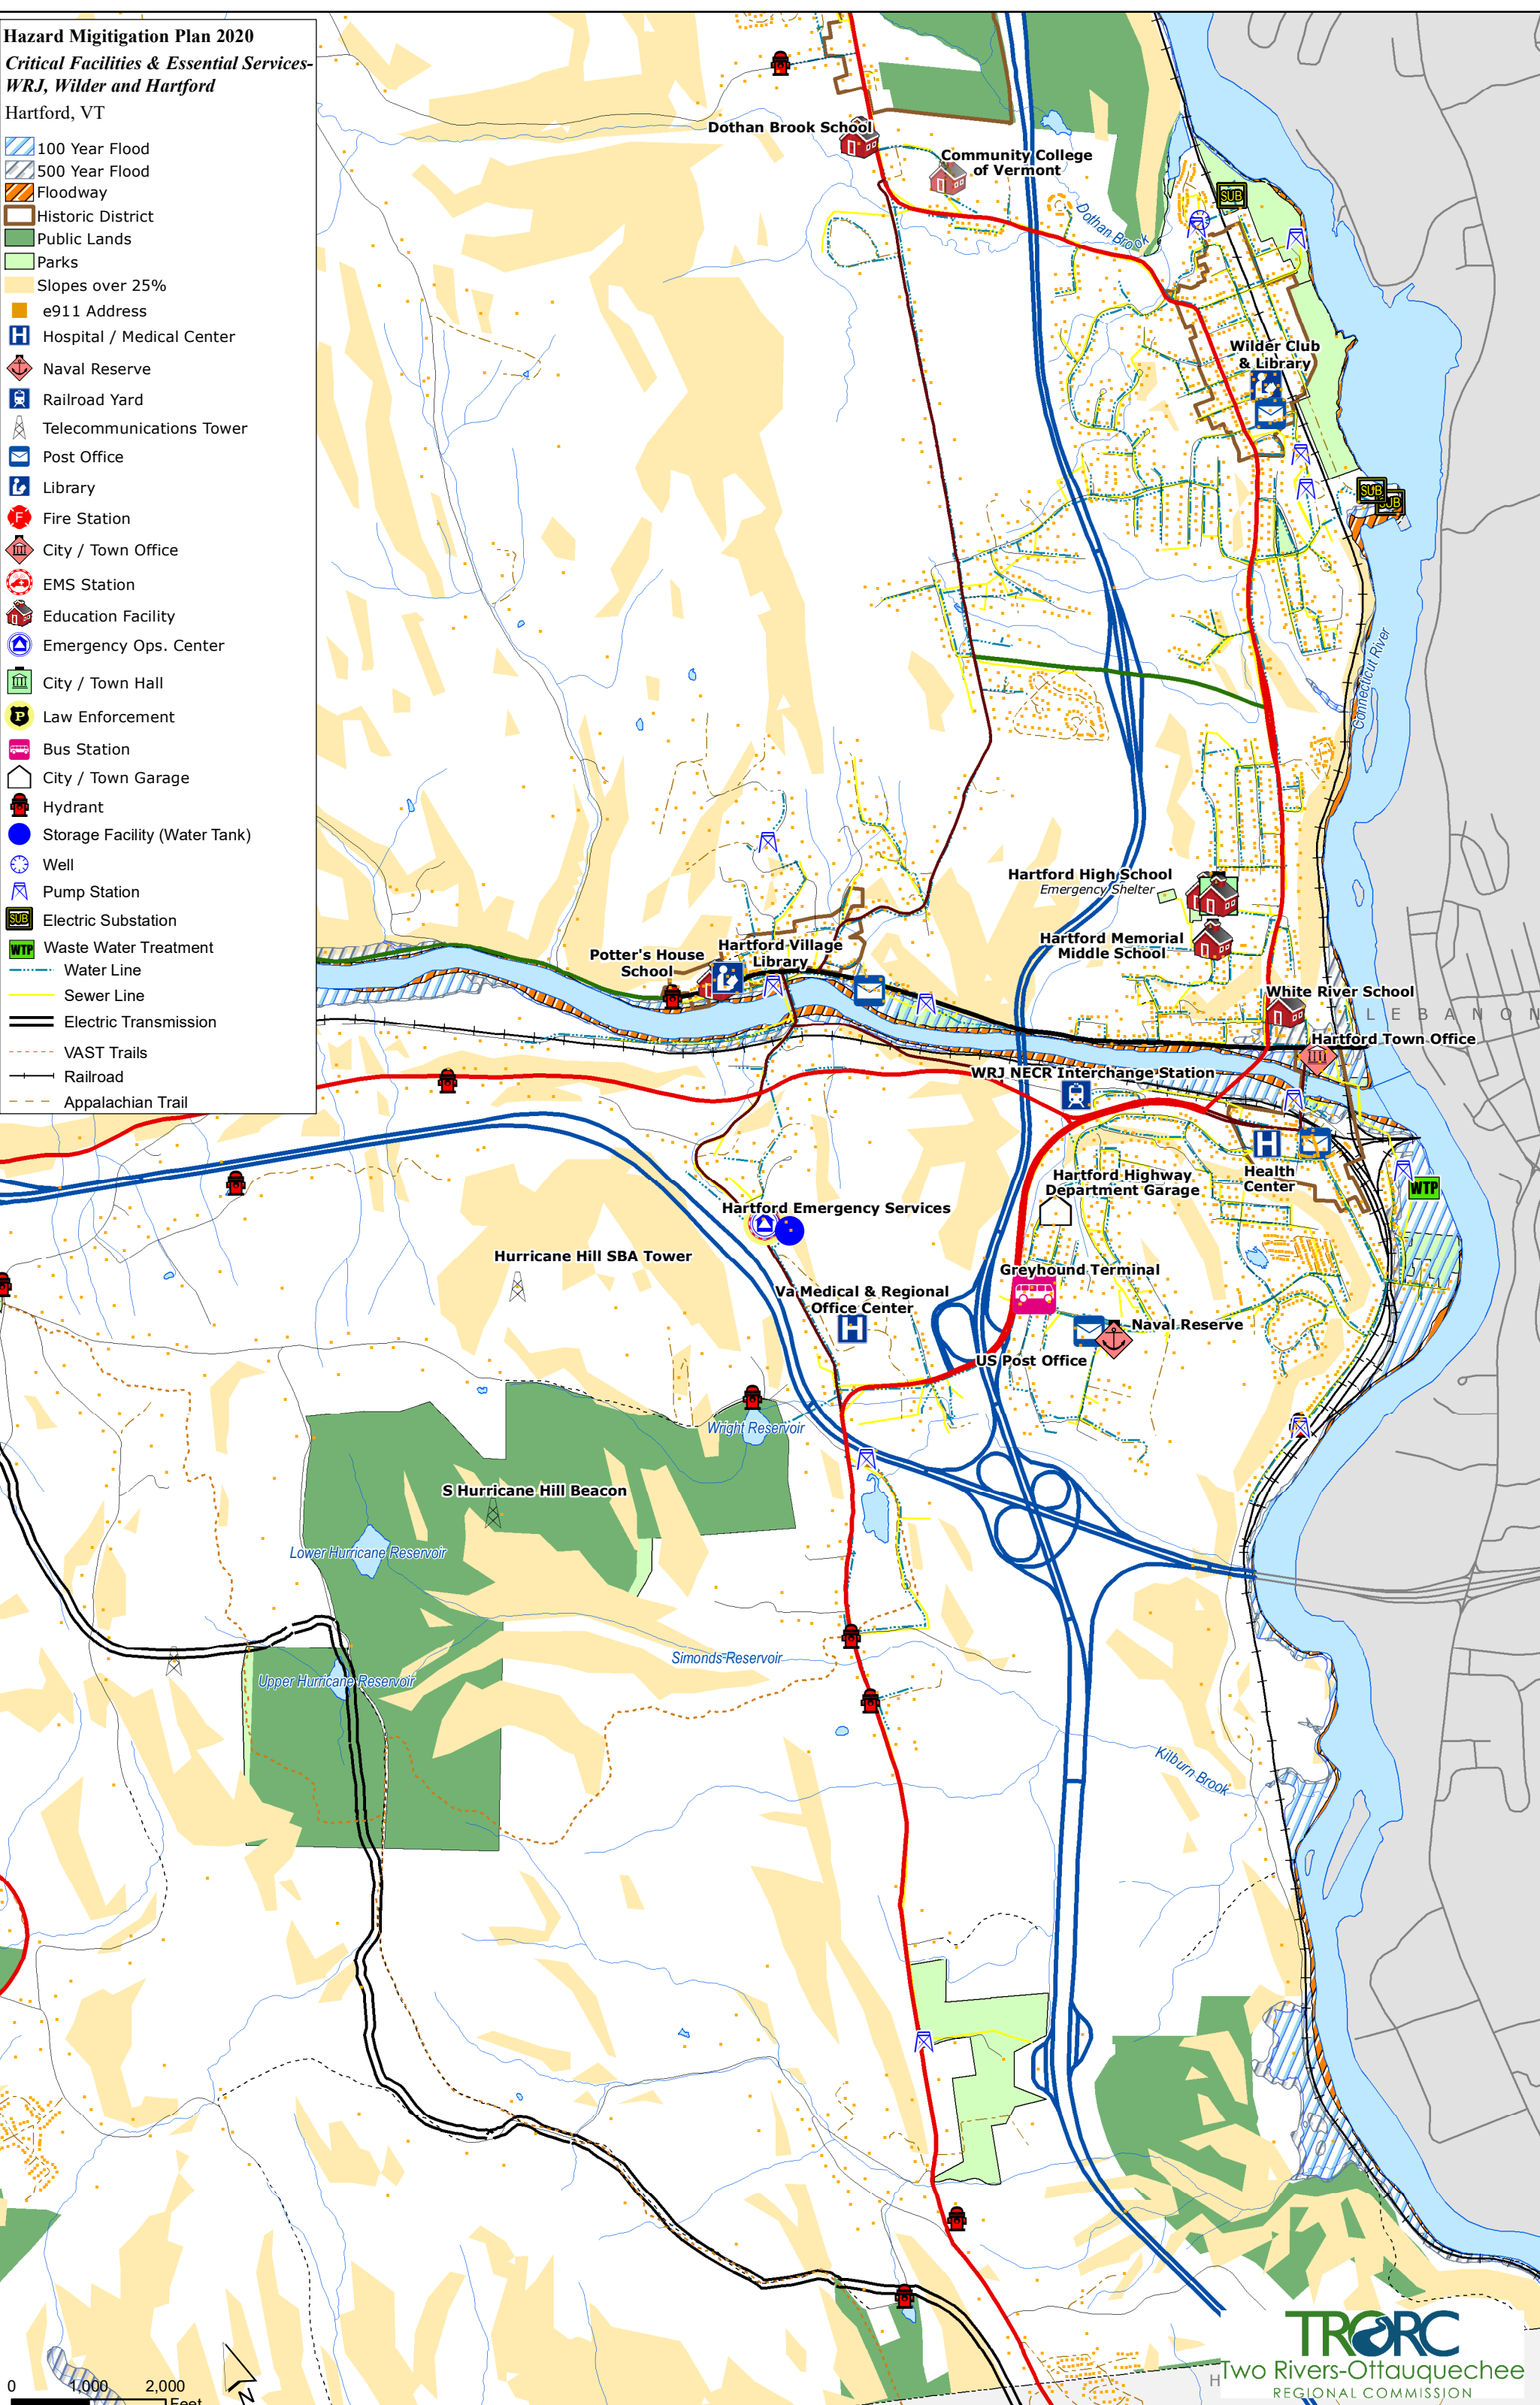 Hazard Migitigation Plan 2020
Critical Facilities & Essential Services-
WRJ, Wilder and Hartford
Hartford, VT
100 Year Flood
500 Year Flood
Floodway
Historic District
Public Lands
Parks
Slopes over 25%
e911 Address
H Hospital / Medical Center
Naval Reserve
Railroad Yard
Telecommunications Tower
Post Office
Library
F Fire Station
City / Town Office
EMS Station
Education Facility
Emergency Ops. Center
City / Town Hall
P Law Enforcement
Bus Station
City / Town Garage
Hydrant
Storage Facility (Water Tank)
Well
Pump Station
SUB Electric Substation
WTP Waste Water Treatment
Water Line
Sewer Line
Electric Transmission
VAST Trails
Railroad
Appalachian Trail
Dothan Brook School
Community College
of Vermont
Dothan Brook
SUB
Wilder Club
& Library
SUB
SUB
Connecticut River
Hartford High School
Emergency Shelter
Hartford Memorial
Middle School
Potter's House
School
Hartford Village
Library
White River School
LEBANON
Hartford Town Office
WRJ NECR Interchange Station
H
Health
Center
WTP
Hartford Highway
Department Garage
Hartford Emergency Services
Hurricane Hill SBA Tower
Greyhound Terminal
Va Medical & Regional
Office Center
H
Naval Reserve
US Post Office
Wright Reservoir
S Hurricane Hill Beacon
Lower Hurricane Reservoir
Simonds Reservoir
Upper Hurricane Reservoir
Kilburn Brook
0 1,000 2,000
Feet
N
H
TRORC
Two Rivers-Ottauquechee
REGIONAL COMMISSION